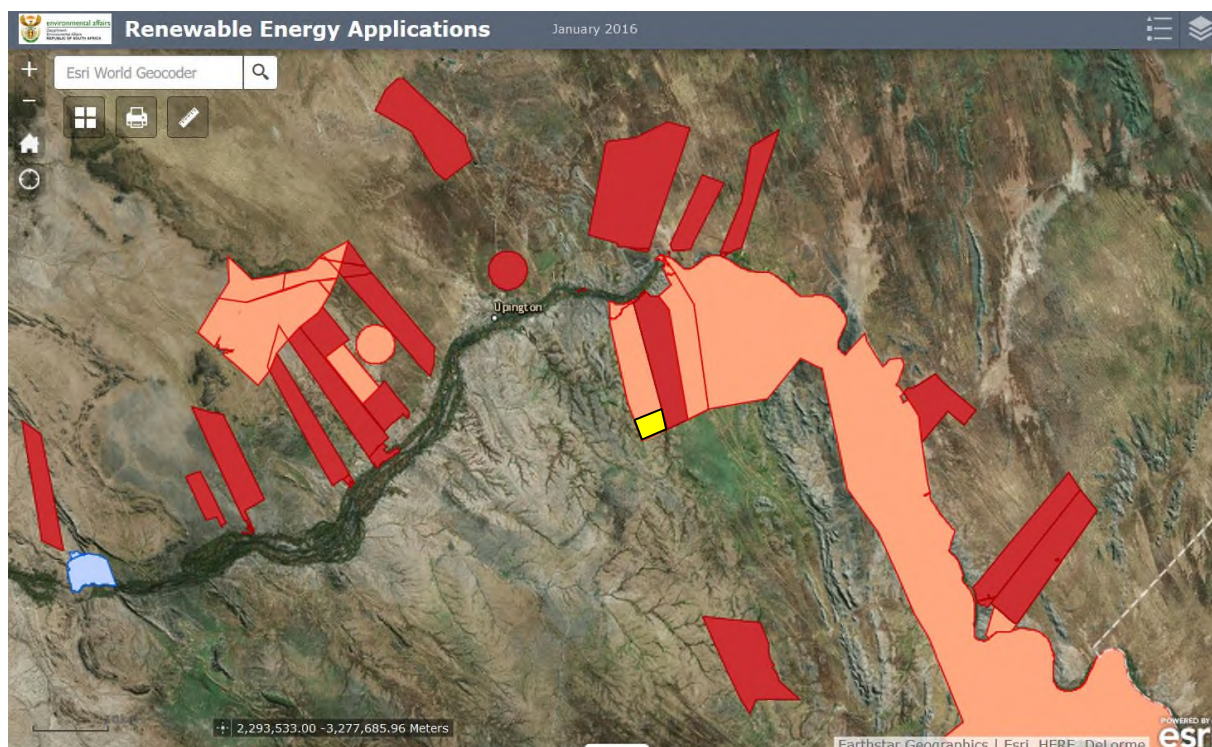 environmental affairs
Department:
Environmental Affairs
REPUBLIC OF SOUTH AFRICA
Renewable Energy Applications
January 2016
Esri World Geocoder
Upington
2,293,533.00 -3,277,685.96 Meters
POWERED BY
esri
Earthstar Geographics | Esri, HERE, DeLorme